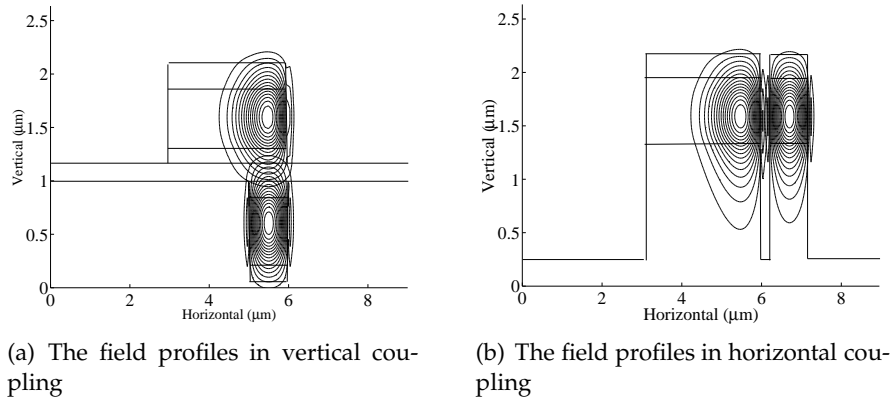 2.5
2
1.5
1
0.5
0
0
2
4
6
8
Vertical (μm)
Horizontal (μm)
(a) The field profiles in vertical cou-
pling
2.5
2
1.5
1
0.5
0
0
2
4
6
8
Vertical (μm)
Horizontal (μm)
(b) The field profiles in horizontal cou-
pling